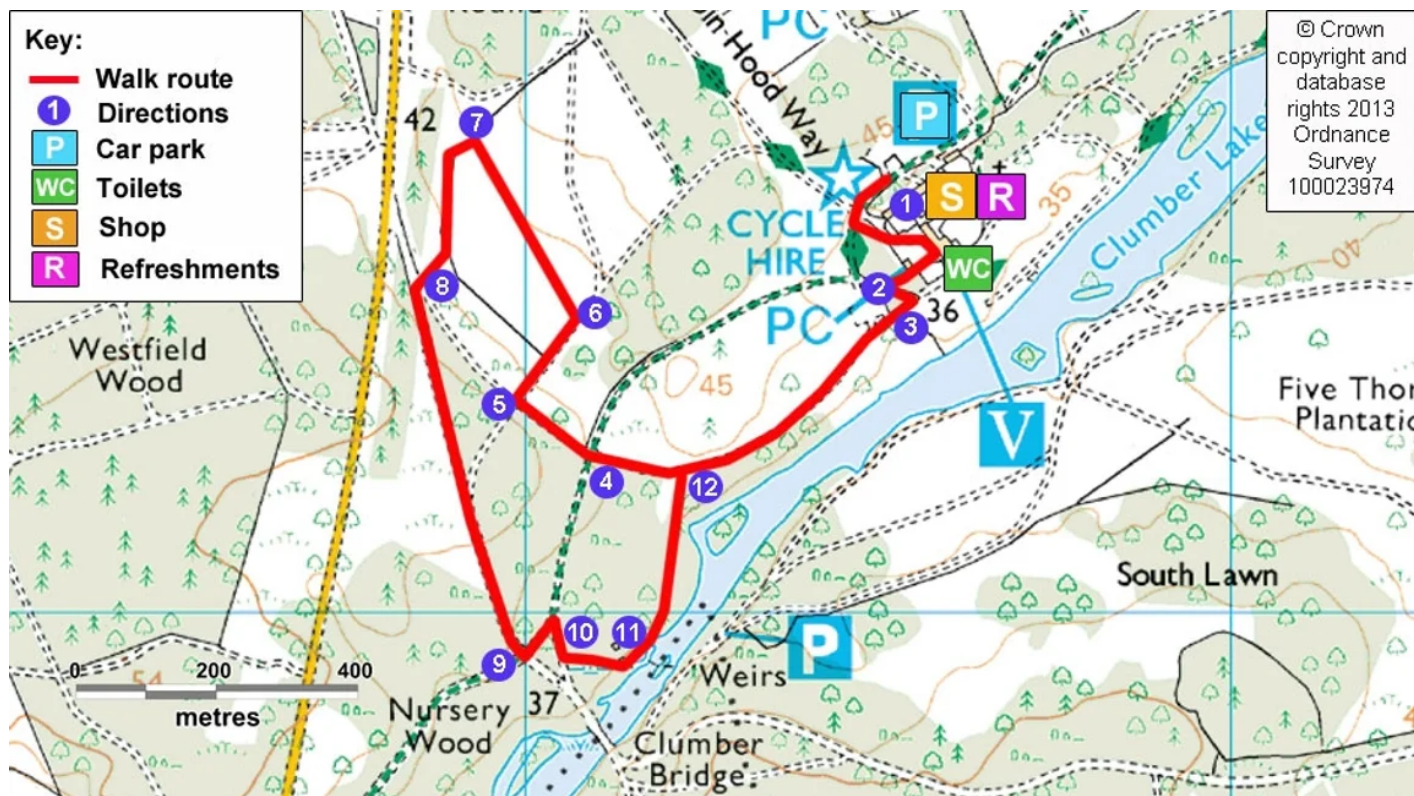 Key:
Walk route
1 Directions
P Car park
WC Toilets
S Shop
R Refreshments
© Crown
copyright and
database
rights 2013
Ordnance
Survey
100023974
PC
in Hood Way
42
7
45
P
1
S
R
+
35
CYCLE
HIRE
WC
Clumber Lake
40
8
2
PC
3
36
6
Westfield
Wood
45
5
Five Thor
Plantatio
V
4
12
South Lawn
10
11
9
P
0
200
400
54
metres
37
Nursery
Wood
Weirs
Clumber
Bridge